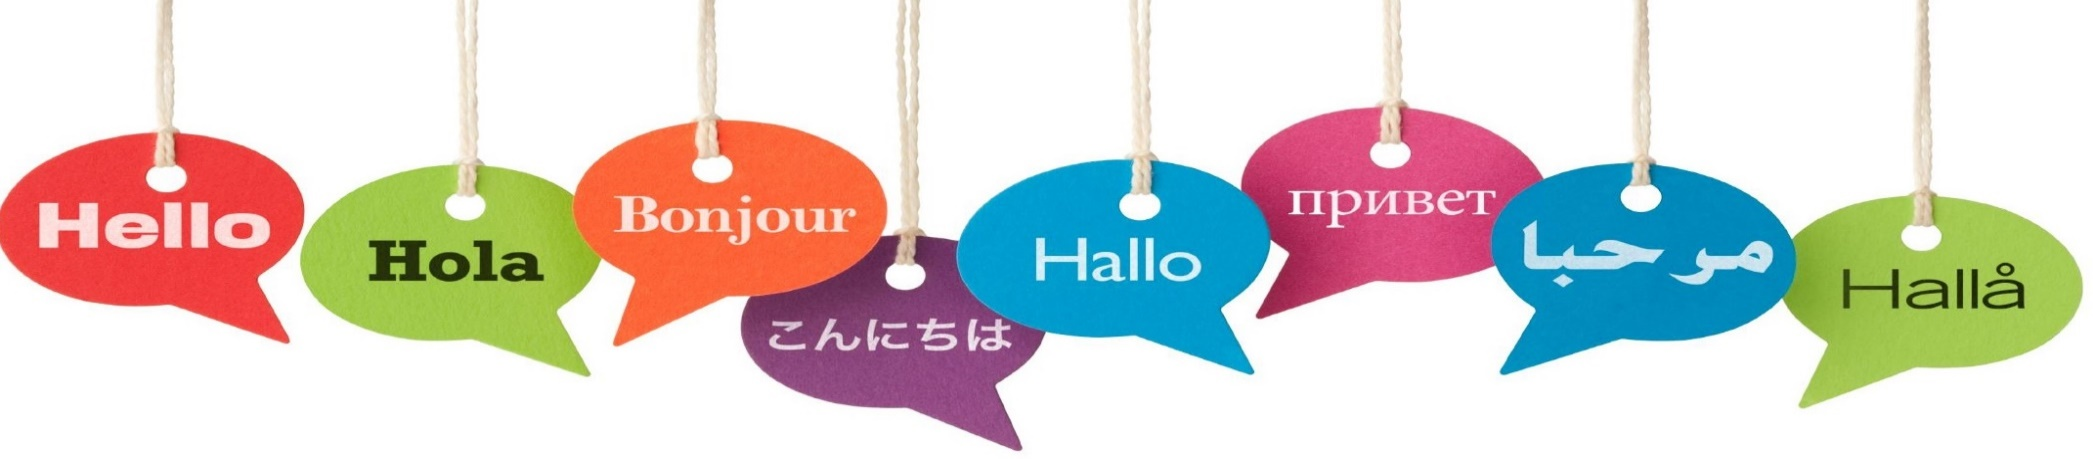 Hello
Hola
Bonjour
こんにちは
Hallo
привет
مرحبا
Hallå